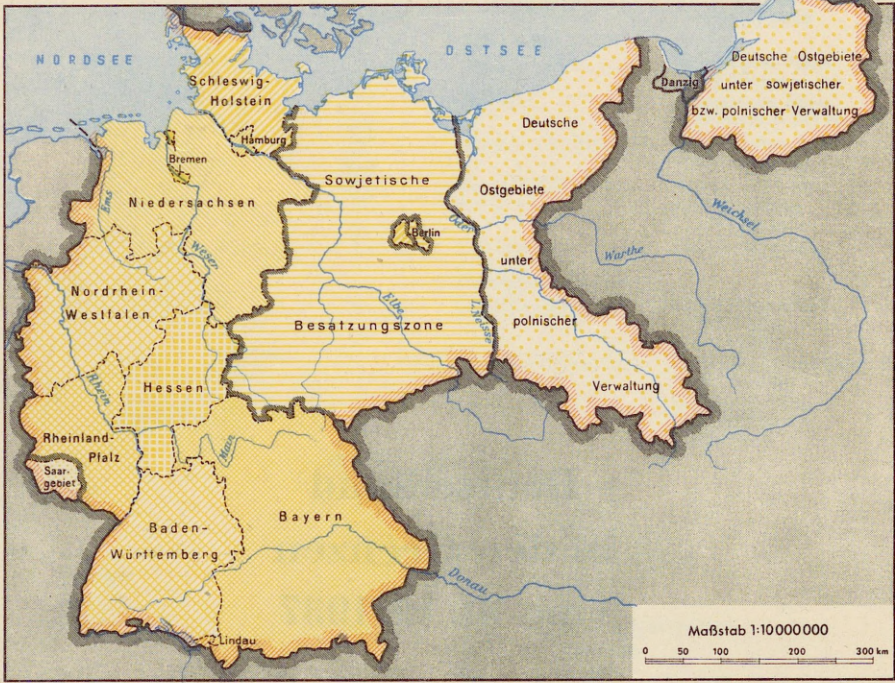 NORDSEE
OSTSEE
Schleswig-
Holstein
Hamburg
Bremen
Niedersachsen
Ems
Weser
Nordrhein-
Westfalen
Hessen
Rhein
Rheinland-
Pfalz
Saar-
gebiet
Main
Baden-
Württemberg
Bayern
Lindau
Donau
Sowjetische
Besatzungszone
Berlin
Elbe
Oder
L.Neisse
Deutsche
Ostgebiete
unter
polnischer
Verwaltung
Danzig
Deutsche Ostgebiete
unter sowjetischer
bzw. polnischer Verwaltung
Weichsel
Warthe
Maßstab 1:10000000
0 50 100 200 300 km